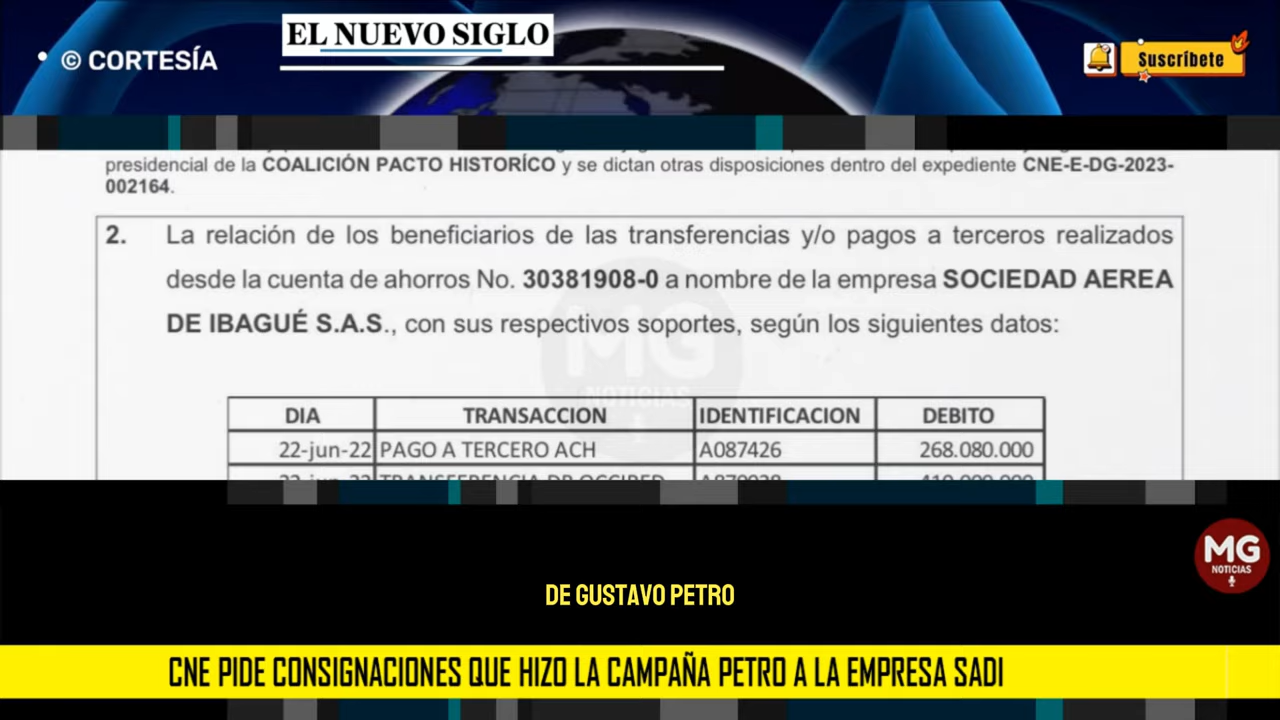 © CORTESÍA
EL NUEVO SIGLO
Suscríbete
presidencial de la COALICIÓN PACTO HISTORÍCO y se dictan otras disposiciones dentro del expediente CNE-E-DG-2023-
002164.
2. La relación de los beneficiarios de las transferencias y/o pagos a terceros realizados
desde la cuenta de ahorros No. 30381908-0 a nombre de la empresa SOCIEDAD AEREA
DE IBAGUÉ S.A.S., con sus respectivos soportes, según los siguientes datos:
MG
NOTICIAS
DIA TRANSACCION IDENTIFICACION DEBITO
22-jun-22 PAGO A TERCERO ACH A087426 268.080.000
MG
NOTICIAS
DE GUSTAVO PETRO
CNE PIDE CONSIGNACIONES QUE HIZO LA CAMPAÑA PETRO A LA EMPRESA SADI